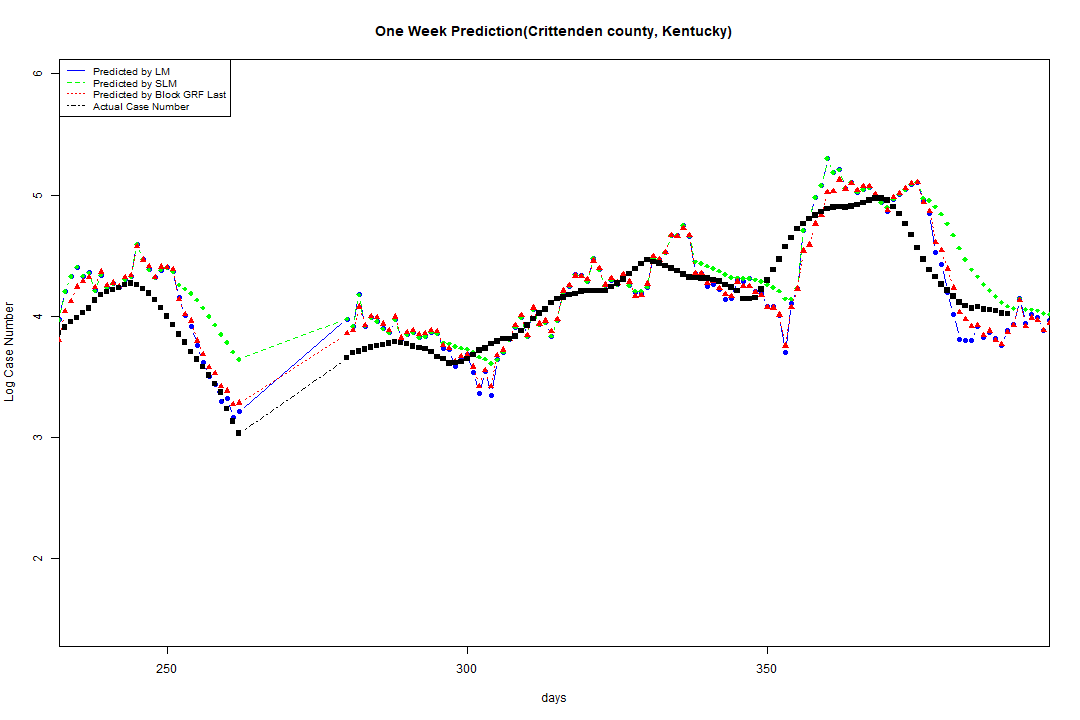 One Week Prediction(Crittenden county, Kentucky)
Predicted by LM
Predicted by SLM
Predicted by Block GRF Last
Actual Case Number
6
5
4
3
2
Log Case Number
250
300
350
days